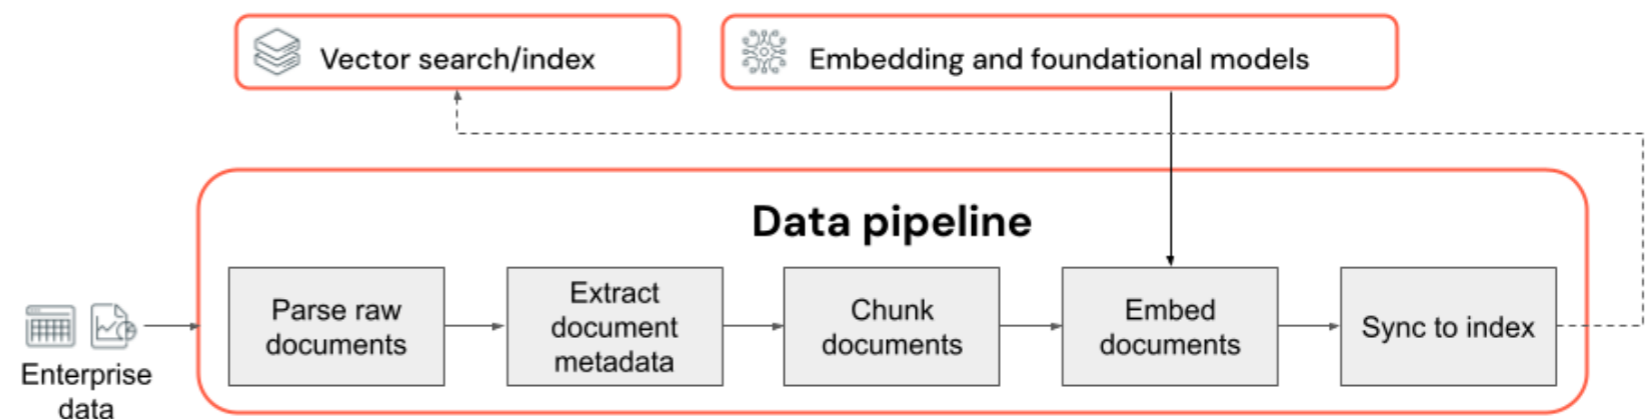 Vector search/index
Embedding and foundational models
Data pipeline
Parse raw
documents
Extract
document
metadata
Chunk
documents
Embed
documents
Sync to index
Enterprise
data